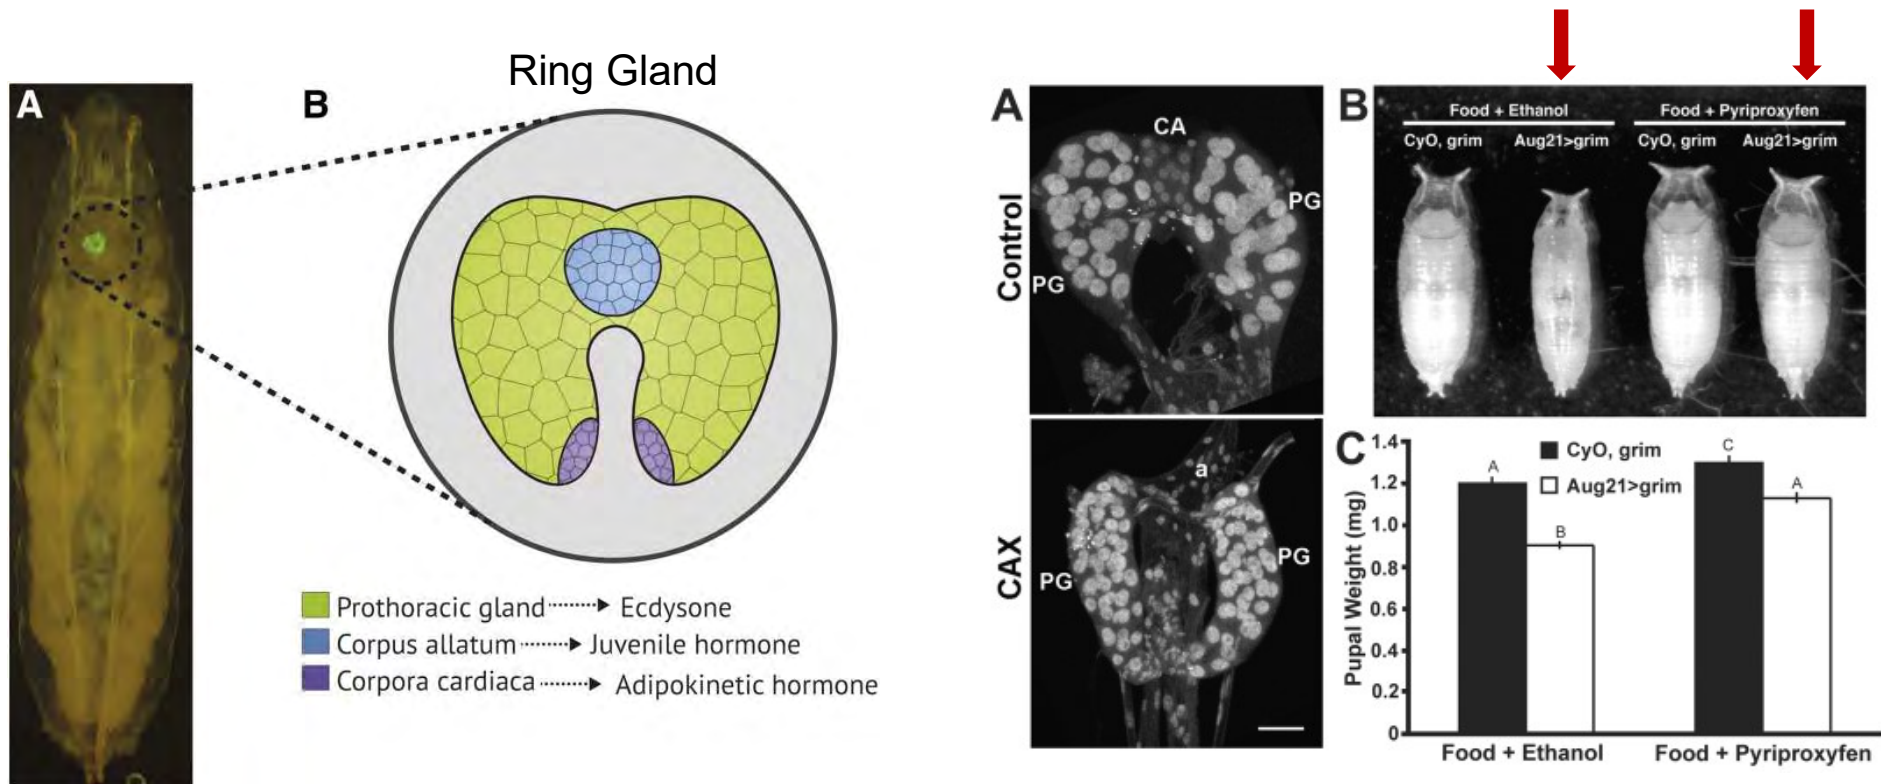 Ring Gland
A
B
Prothoracic gland
Ecdysone
Corpus allatum
Juvenile hormone
Corpora cardiaca
Adipokinetic hormone
A
Control
CA
PG
PG
CAX
a
PG
PG
B
Food + Ethanol
Food + Pyriproxyfen
CyO, grim
Aug21>grim
CyO, grim
Aug21>grim
C
Pupal Weight (mg)
1.4
1.2
1.0
0.8
0.6
0.4
0.2
0
CyO, grim
Aug21>grim
A
B
C
A
Food + Ethanol
Food + Pyriproxyfen